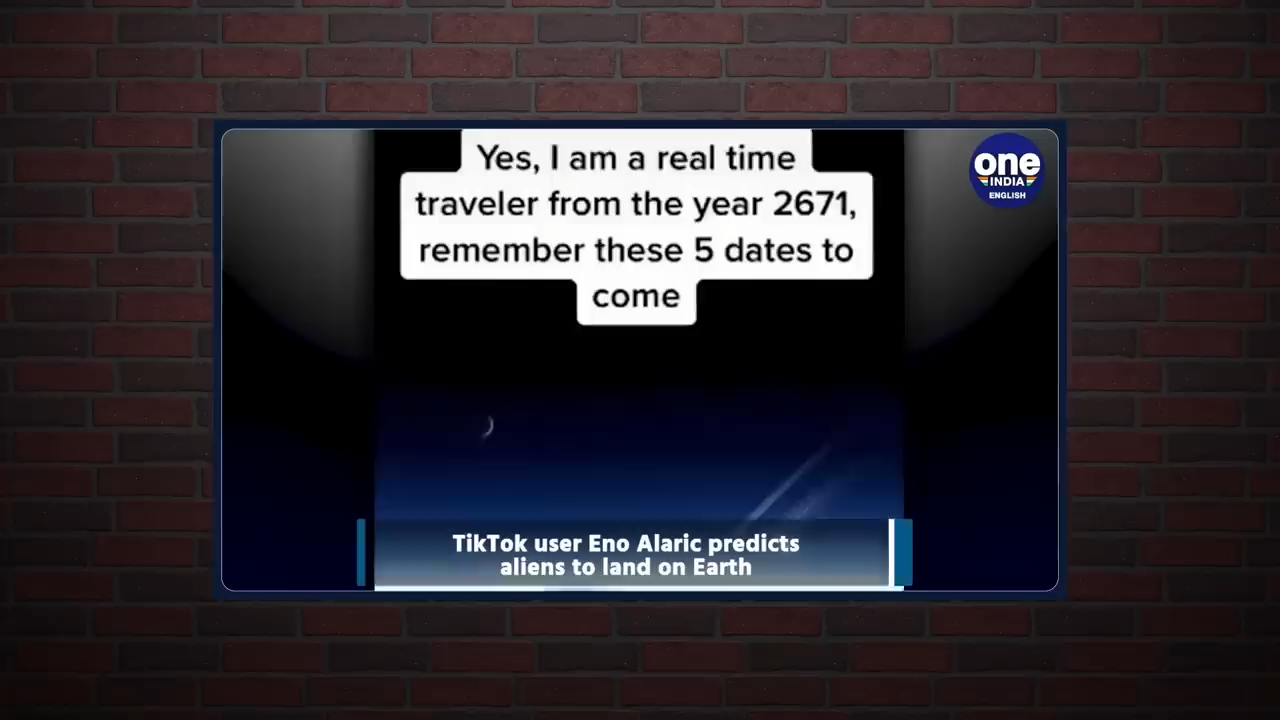 Yes, I am a real time
traveler from the year 2671,
remember these 5 dates to
come
one
INDIA
ENGLISH
TikTok user Eno Alaric predicts
aliens to land on Earth